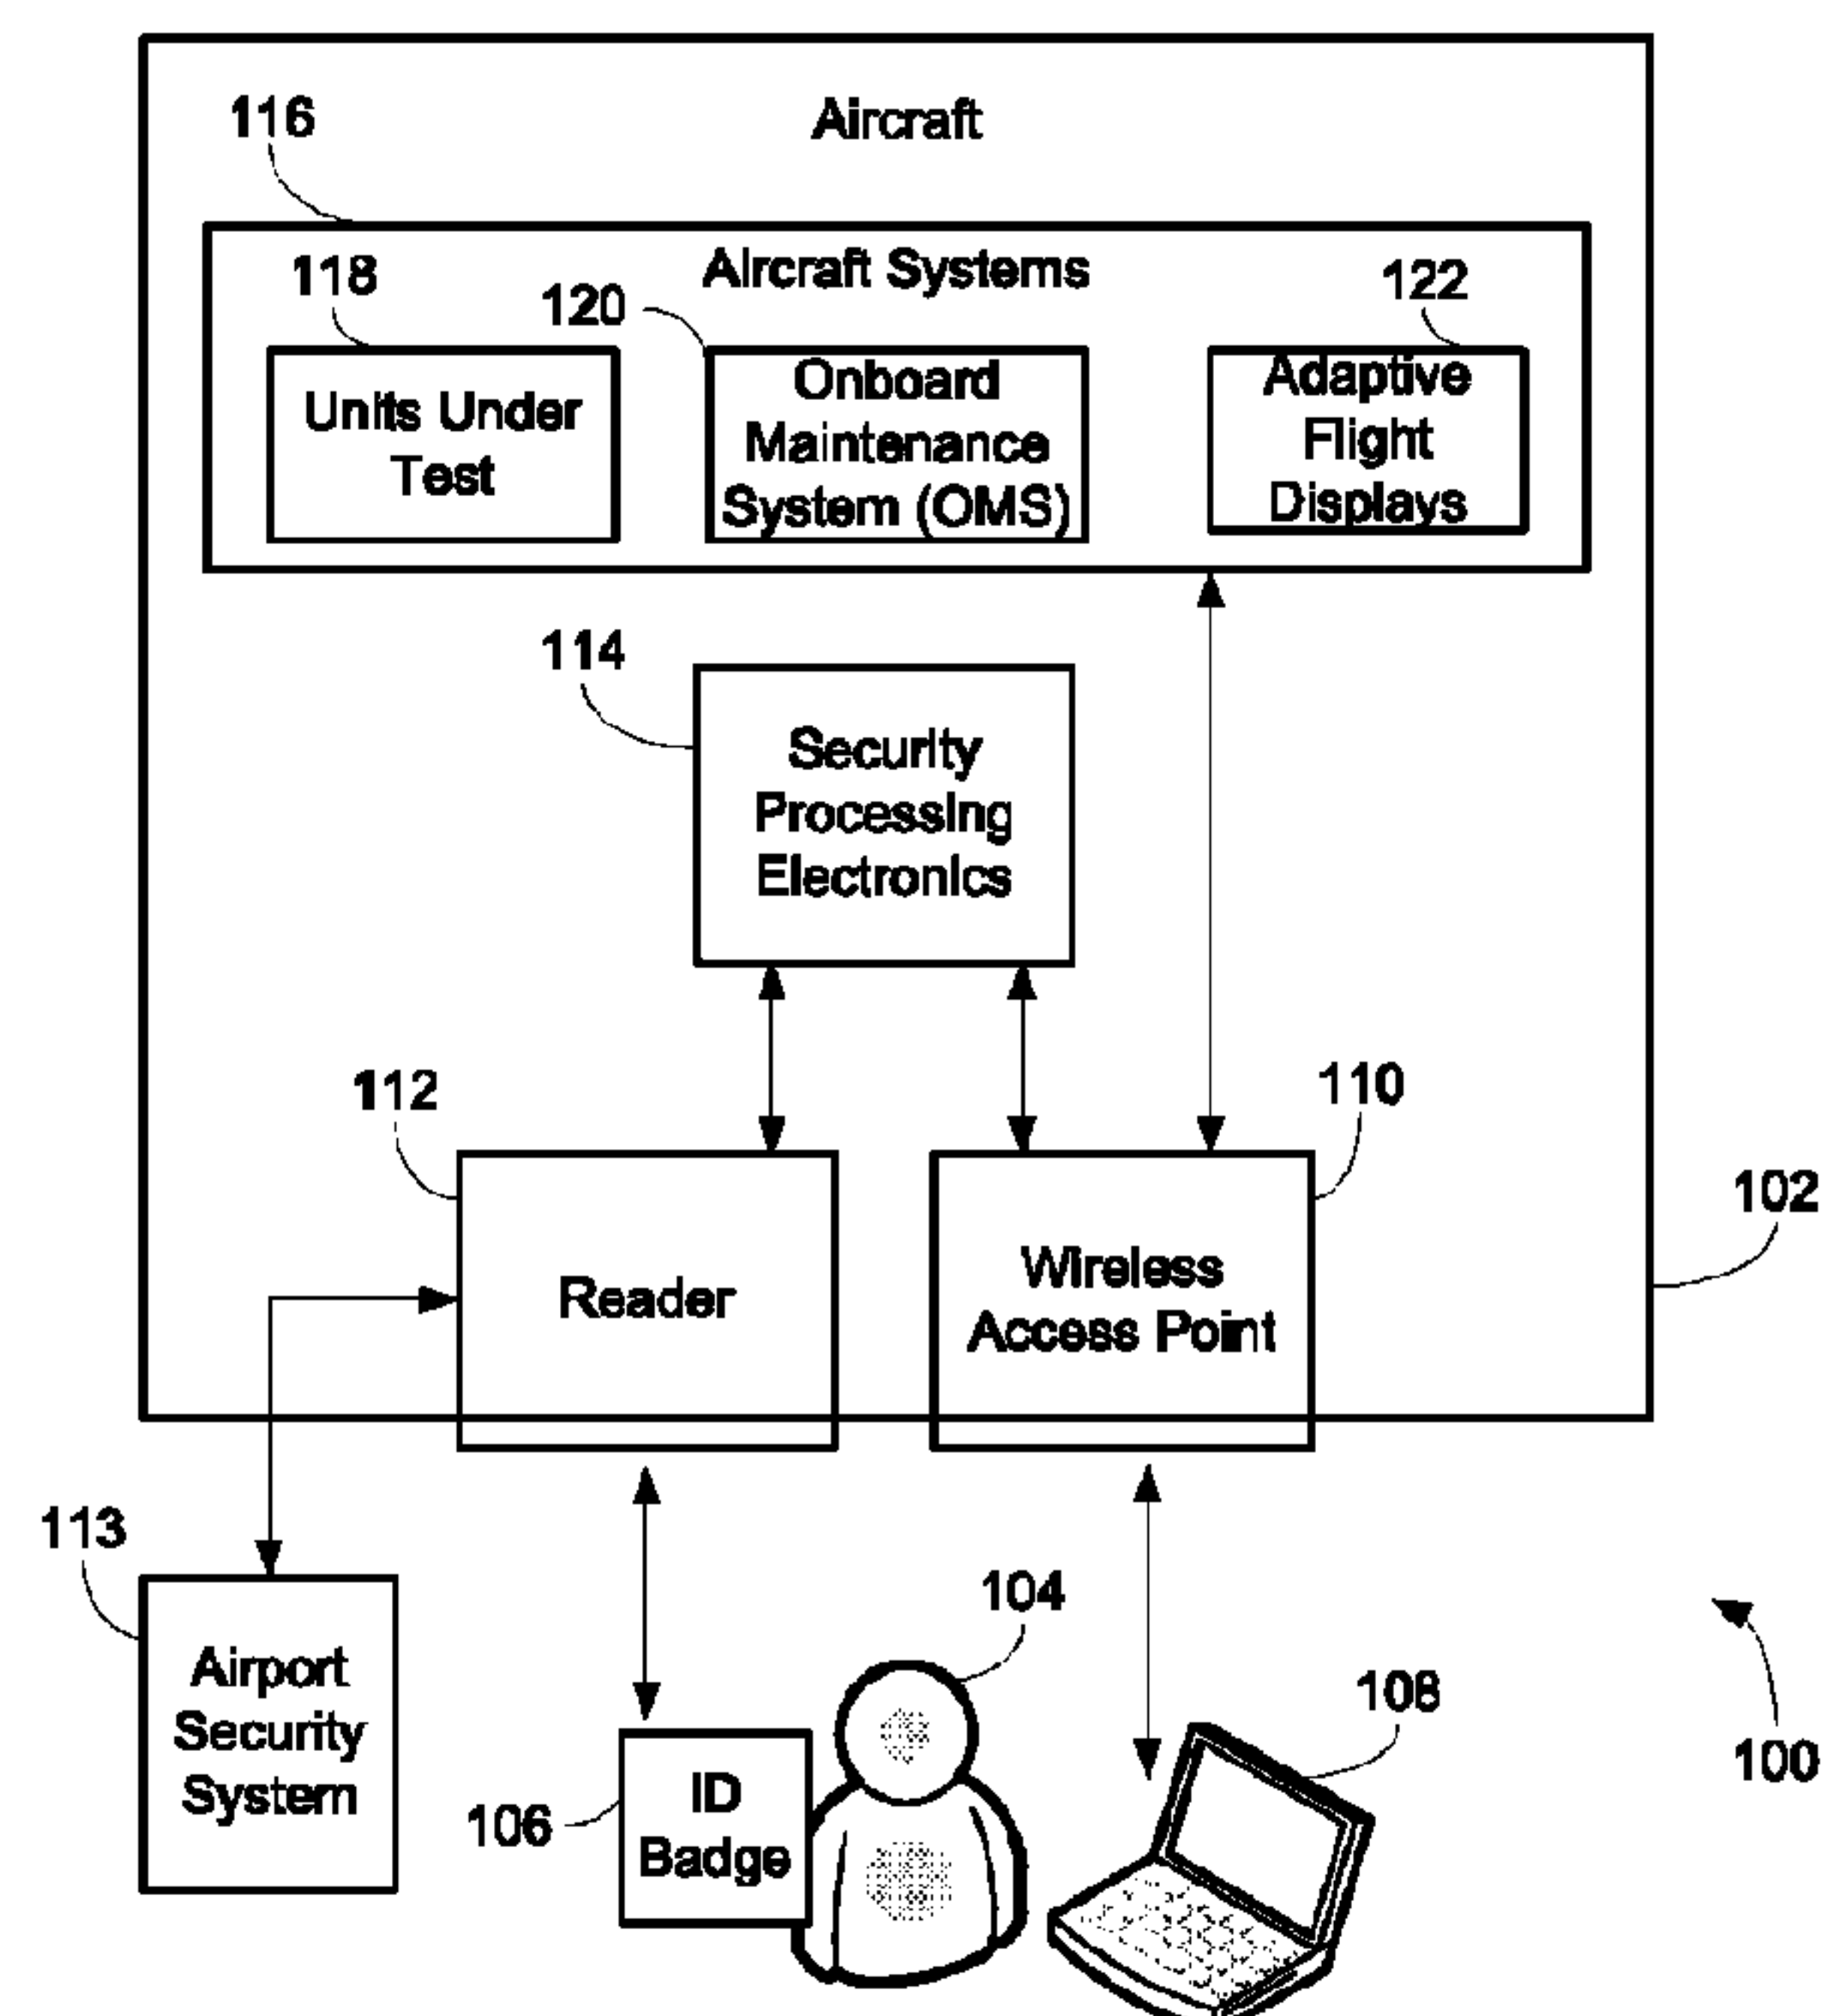 Aircraft
116
Aircraft Systems
118
120
122
Units Under
Test
Onboard
Maintenance
System (OMS)
Adaptive
Flight
Displays
114
Security
Processing
Electronics
112
110
102
Reader
Wireless
Access Point
113
Airport
Security
System
104
108
100
106
ID
Badge